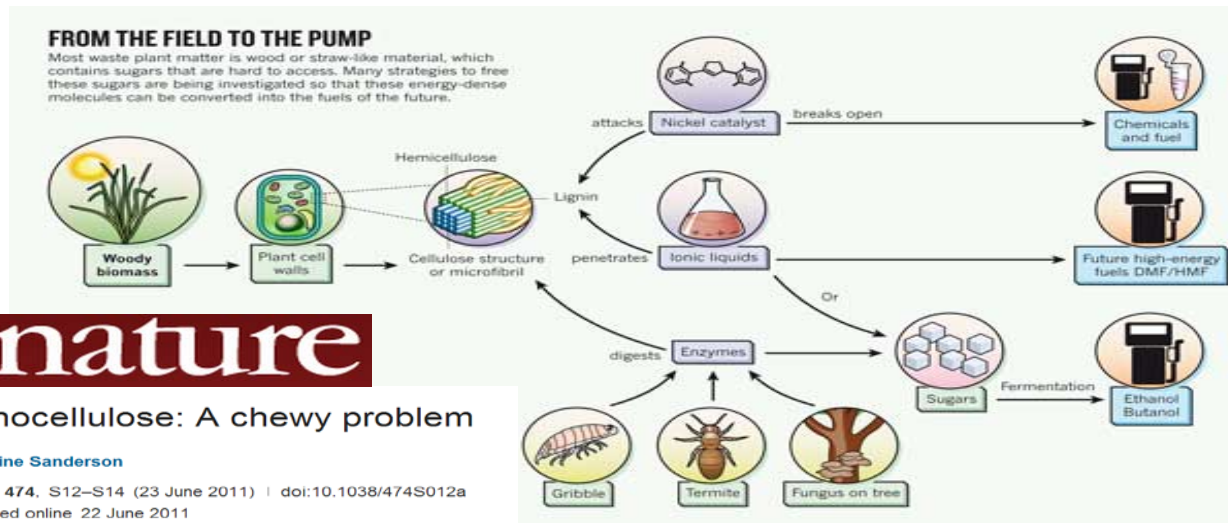 FROM THE FIELD TO THE PUMP
Most waste plant matter is wood or straw-like material, which
contains sugars that are hard to access. Many strategies to free
these sugars are being investigated so that these energy-dense
molecules can be converted into the fuels of the future.
attacks
Nickel catalyst
breaks open
Chemicals
and fuel
Hemicellulose
Lignin
Woody
biomass
Plant cell
walls
Cellulose structure
or microfibril
penetrates
Ionic liquids
Future high-energy
fuels DMF/HMF
Or
digests
Enzymes
Sugars
Fermentation
Ethanol
Butanol
Gribble
Termite
Fungus on tree
nature
nocellulose: A chewy problem
ine Sanderson
474, S12–S14 (23 June 2011) | doi:10.1038/474S012a
ed online 22 June 2011